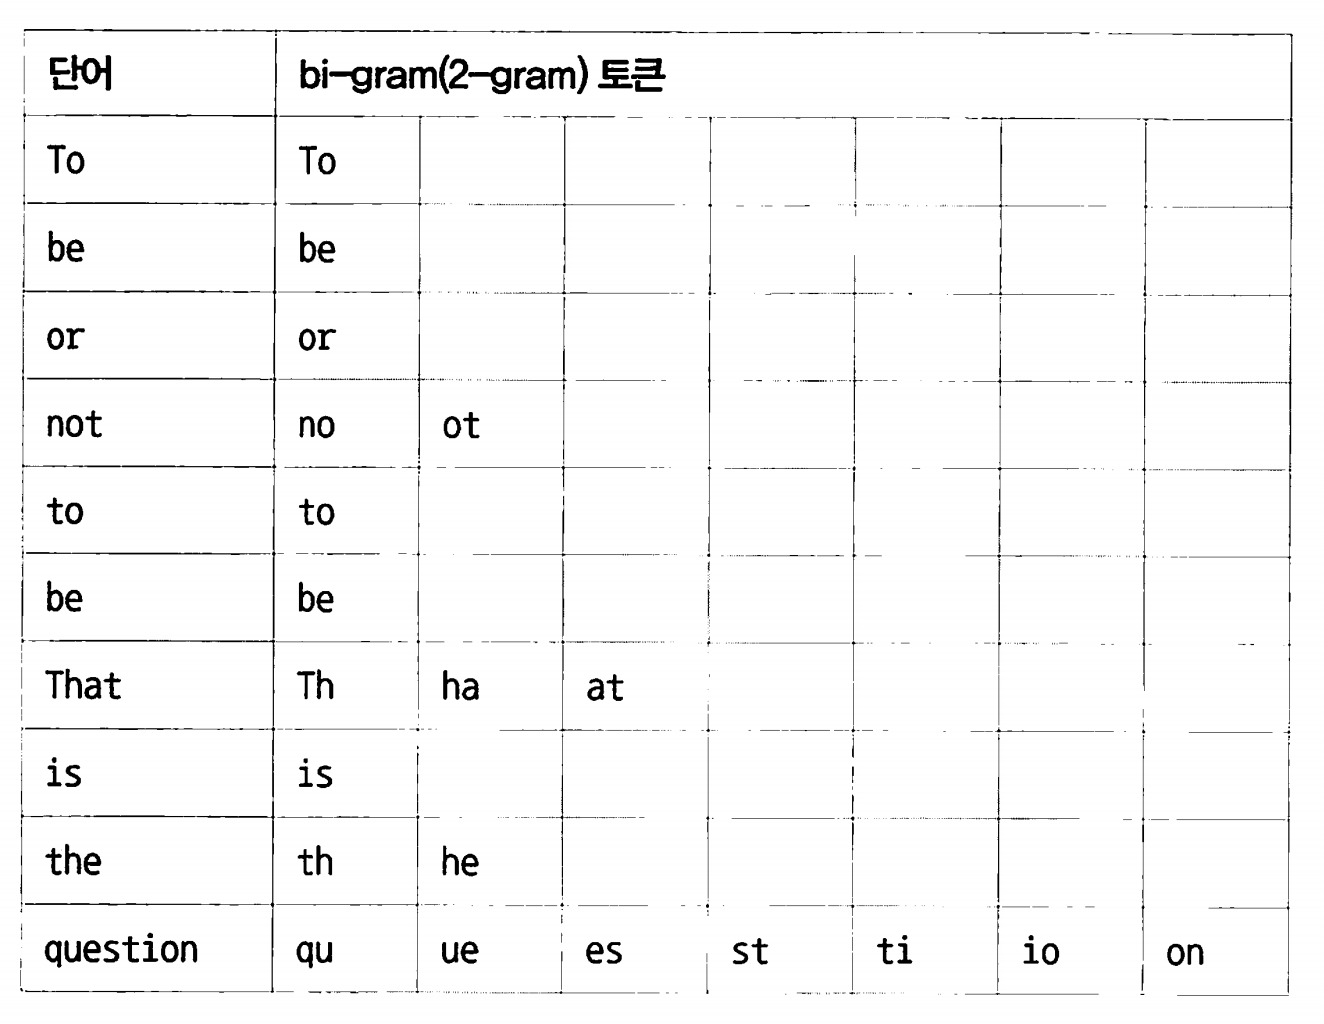 단어 bi-gram(2-gram) 토큰
To To
be be
or or
not no ot
to to
be be
That Th ha at
is is
the th he
question qu ue es st ti io on